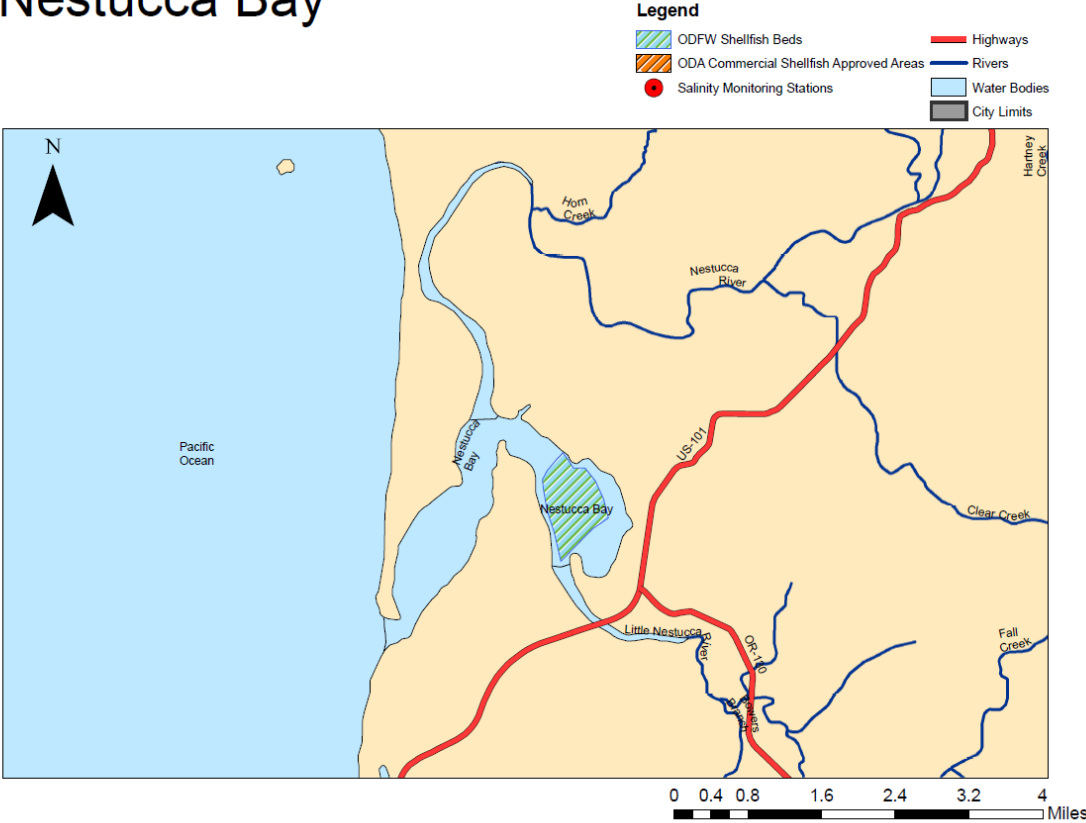 Nestucca Bay
Legend
ODFW Shellfish Beds
ODA Commercial Shellfish Approved Areas
Salinity Monitoring Stations
Highways
Rivers
Water Bodies
City Limits
N
Hartney
Creek
Horn
Creek
Nestucca
River
Pacific
Ocean
Nestucca
Bay
US-101
Nestucca Bay
Clear Creek
Little Nestucca
River
OR-130
Fall
Creek
Bowers
Branch
0 0.4 0.8 1.6 2.4 3.2 4
Miles